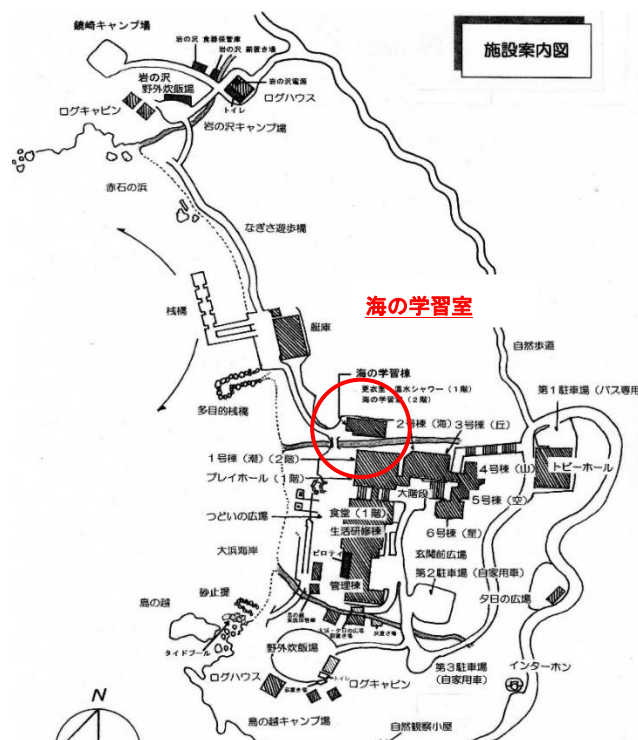 鏡崎キャンプ場
岩の沢 食器保管庫
岩の沢 薪置き場
施設案内図
岩の沢
野外炊飯場
岩の沢電源
トイレ
ログハウス
ログキャビン
岩の沢キャンプ場
赤石の浜
なぎさ遊歩橋
海の学習室
桟橋
艇庫
自然歩道
海の学習棟
更衣室・温水シャワー(1階)
海の学習室(2階)
第1駐車場(バス専用)
多目的桟橋
2号棟(海)
3号棟(丘)
1号棟(潮)(2階)
4号棟(山)
トビーホール
プレイホール(1階)
大階段
5号棟(空)
つどいの広場
食堂(1階)
生活研修棟
6号棟(星)
玄関前広場
大浜海岸
ピロティ
第2駐車場(自家用車)
管理棟
夕日の広場
砂止堤
島の越
タイドプール
野外炊飯場
第3駐車場
(自家用車)
インターホン
トイレ
ログハウス
薪置き場
ログキャビン
島の越キャンプ場
自然観察小屋
N